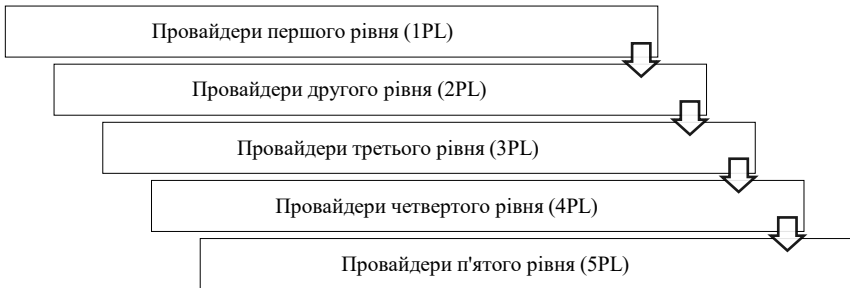 Провайдери першого рівня (1PL)
Провайдери другого рівня (2PL)
Провайдери третього рівня (3PL)
Провайдери четвертого рівня (4PL)
Провайдери п'ятого рівня (5PL)